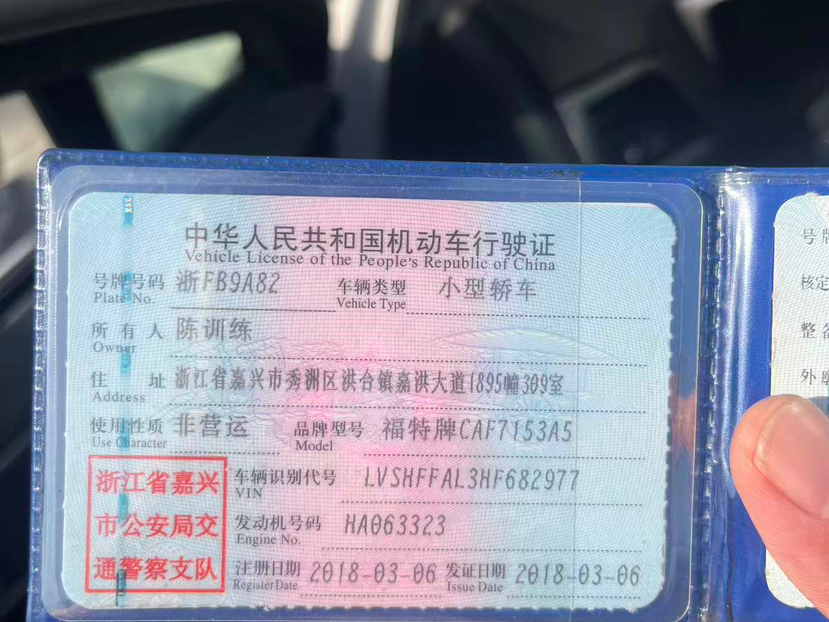 中华人民共和国机动车行驶证
Vehicle License of the People's Republic of China
号牌号码 浙FB9A82 车辆类型 小型轿车
Plate No. Vehicle Type
所有人 陈训练
Owner
住址 浙江省嘉兴市秀洲区洪合镇嘉洪大道1895幢309室
Address
使用性质 非营运 品牌型号 福特牌CAF7153A5
Use Character Model
浙江省嘉兴 车辆识别代号 LVSHFFAL3HF682977
VIN
市公安局交 发动机号码 HA063323
Engine No.
通警察支队 注册日期 2018-03-06 发证日期 2018-03-06
Register Date Issue Date
号牌
核定
整备
外廓